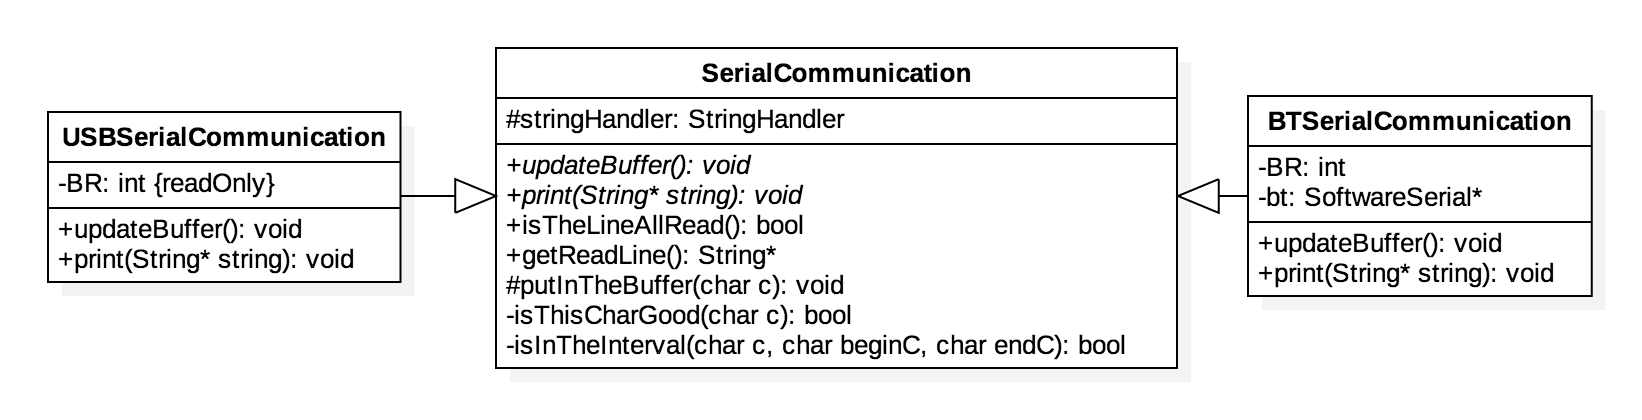 USBSerialCommunication
-BR: int {readOnly}
+updateBuffer(): void
+print(String* string): void
SerialCommunication
#stringHandler: StringHandler
+updateBuffer(): void
+print(String* string): void
+isTheLineAllRead(): bool
+getReadLine(): String*
#putInTheBuffer(char c): void
-isThisCharGood(char c): bool
-isInTheInterval(char c, char beginC, char endC): bool
BTSerialCommunication
-BR: int
-bt: SoftwareSerial*
+updateBuffer(): void
+print(String* string): void